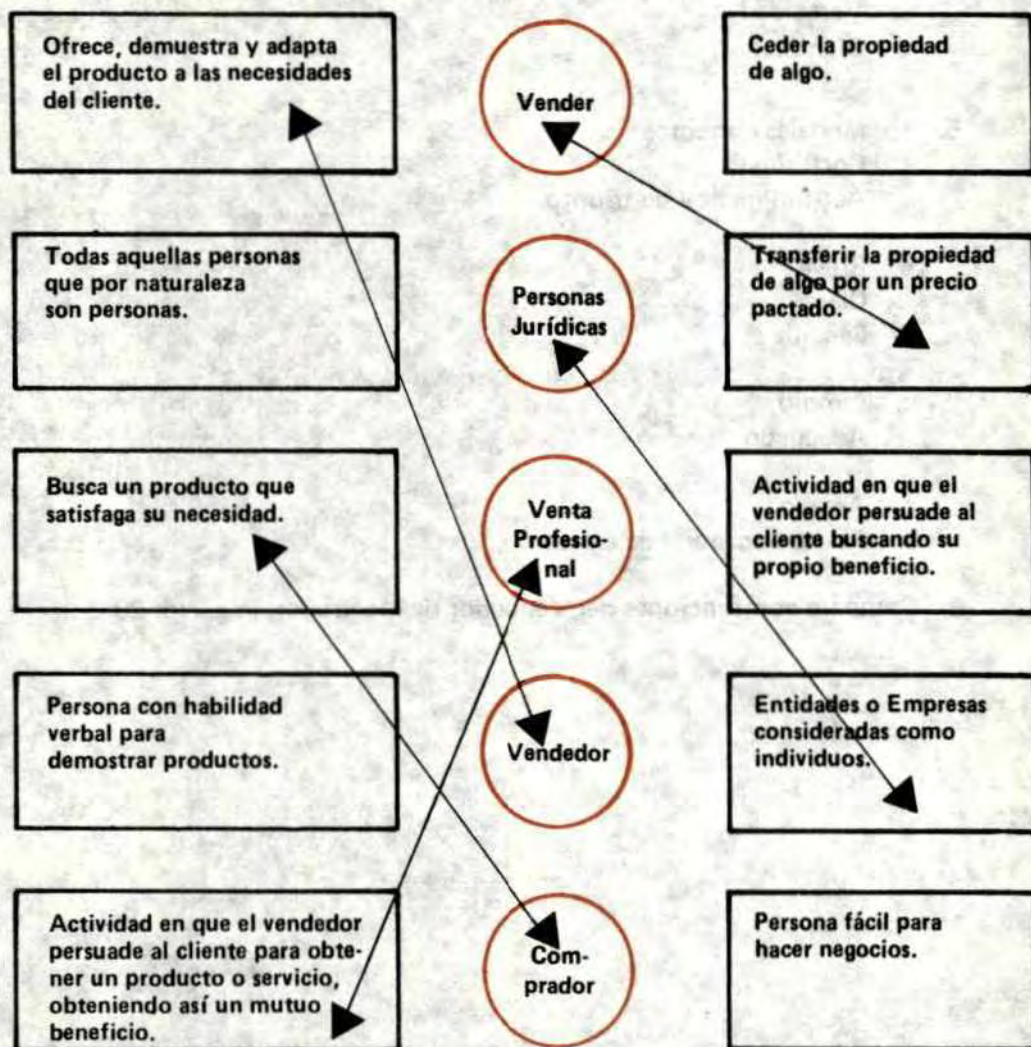 Ofrece, demuestra y adapta
el producto a las necesidades
del cliente.
Vender
Ceder la propiedad
de algo.
Todas aquellas personas
que por naturaleza
son personas.
Personas
Jurídicas
Transferir la propiedad
de algo por un precio
pactado.
Busca un producto que
satisfaga su necesidad.
Venta
Profesio-
nal
Actividad en que el
vendedor persuade al
cliente buscando su
propio beneficio.
Persona con habilidad
verbal para
demostrar productos.
Vendedor
Entidades o Empresas
consideradas como
individuos.
Actividad en que el vendedor
persuade al cliente para obte-
ner un producto o servicio,
obteniendo así un mutuo
beneficio.
Com-
prador
Persona fácil para
hacer negocios.